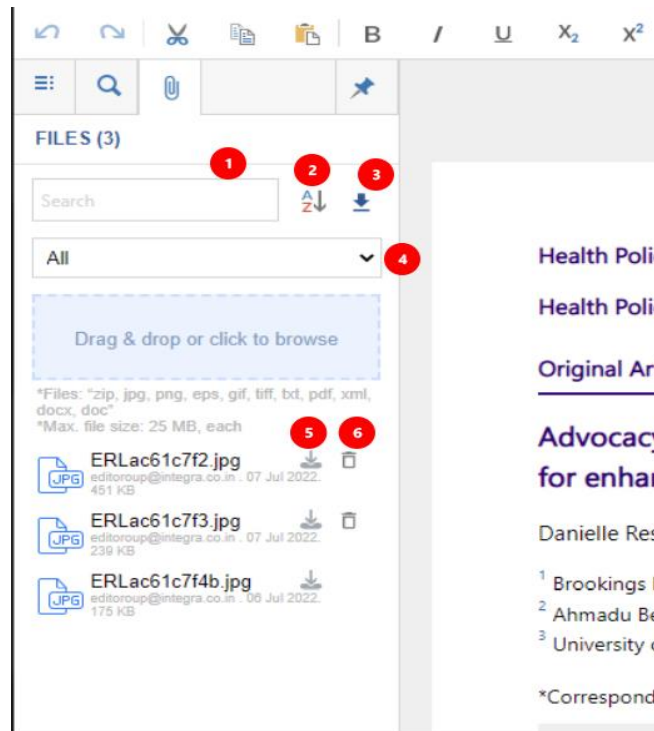 B I U X₂ X²
FILES (3)
1 2 3
Search
A
Z
All
4
Drag & drop or click to browse
*Files: "zip, jpg, png, eps, gif, tiff, txt, pdf, xml,
docx, doc"
*Max. file size: 25 MB, each
5 6
ERLac61c7f2.jpg
JPG
editoroup@integra.co.in . 07 Jul 2022.
451 KB
ERLac61c7f3.jpg
JPG
editoroup@integra.co.in . 07 Jul 2022.
239 KB
ERLac61c7f4b.jpg
JPG
editoroup@integra.co.in . 06 Jul 2022.
175 KB
Health Poli
Health Poli
Original Ar
Advocacy
for enhar
Danielle Res
¹ Brookings
² Ahmadu Be
³ University
*Correspond